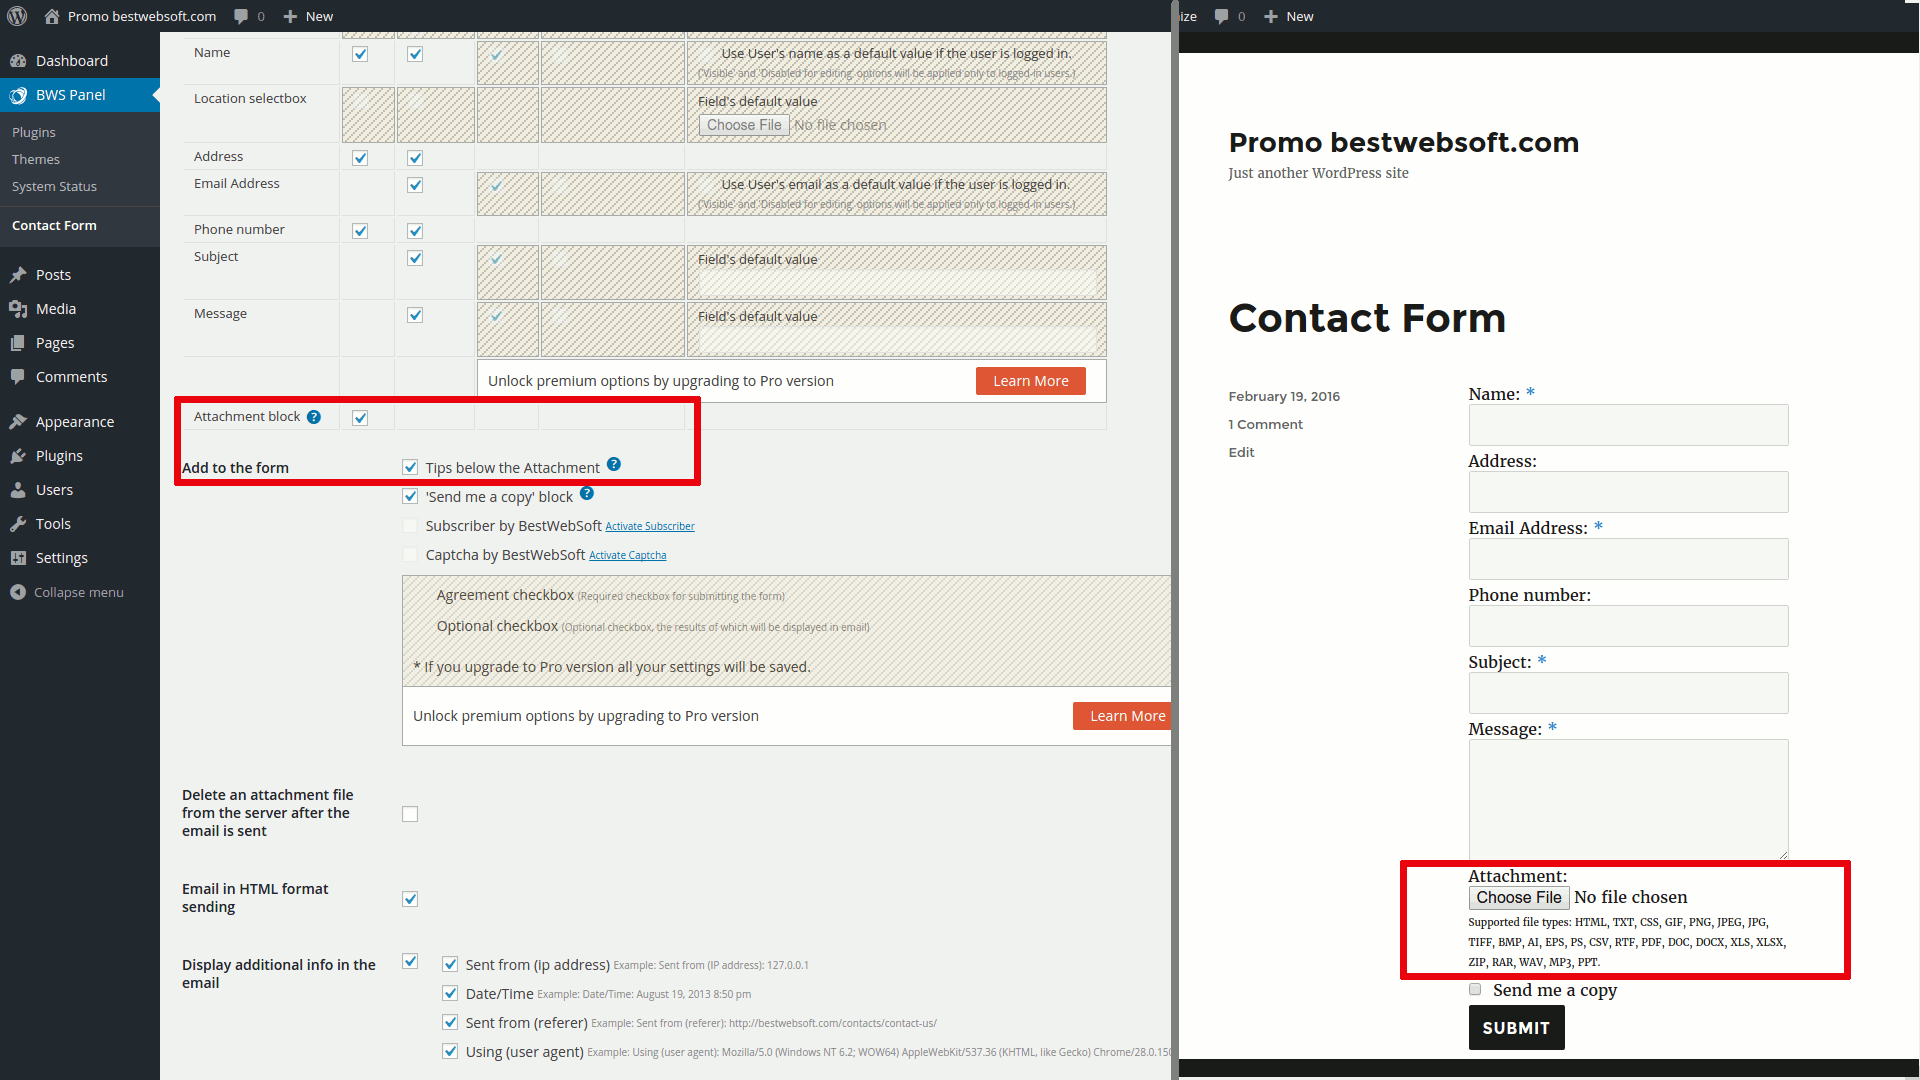 Promo bestwebsoft.com 0 New
Dashboard
BWS Panel
Plugins
Themes
System Status
Contact Form
Posts
Media
Pages
Comments
Appearance
Plugins
Users
Tools
Settings
Collapse menu
Name
Use User's name as a default value if the user is logged in.
('Visible' and 'Disabled for editing' options will be applied only to logged-in users.)
Location selectbox
Field's default value
Choose File No file chosen
Address
Email Address
Use User's email as a default value if the user is logged in.
('Visible' and 'Disabled for editing' options will be applied only to logged-in users.)
Phone number
Subject
Field's default value
Message
Field's default value
Unlock premium options by upgrading to Pro version Learn More
Attachment block ?
Add to the form
Tips below the Attachment ?
'Send me a copy' block ?
Subscriber by BestWebSoft Activate Subscriber
Captcha by BestWebSoft Activate Captcha
Agreement checkbox (Required checkbox for submitting the form)
Optional checkbox (Optional checkbox, the results of which will be displayed in email)
* If you upgrade to Pro version all your settings will be saved.
Unlock premium options by upgrading to Pro version Learn More
Delete an attachment file
from the server after the
email is sent
Email in HTML format
sending
Display additional info in the
email
Sent from (ip address) Example: Sent from (IP address): 127.0.0.1
Date/Time Example: Date/Time: August 19, 2013 8:50 pm
Sent from (referer) Example: Sent from (referer): http://bestwebsoft.com/contacts/contact-us/
Using (user agent) Example: Using (user agent): Mozilla/5.0 (Windows NT 6.2; WOW64) AppleWebKit/537.36 (KHTML, like Gecko) Chrome/28.0.150
ize 0 New
Promo bestwebsoft.com
Just another WordPress site
Contact Form
February 19, 2016
1 Comment
Edit
Name: *
Address:
Email Address: *
Phone number:
Subject: *
Message: *
Attachment:
Choose File No file chosen
Supported file types: HTML, TXT, CSS, GIF, PNG, JPEG, JPG,
TIFF, BMP, AI, EPS, PS, CSV, RTF, PDF, DOC, DOCX, XLS, XLSX,
ZIP, RAR, WAV, MP3, PPT.
Send me a copy
SUBMIT